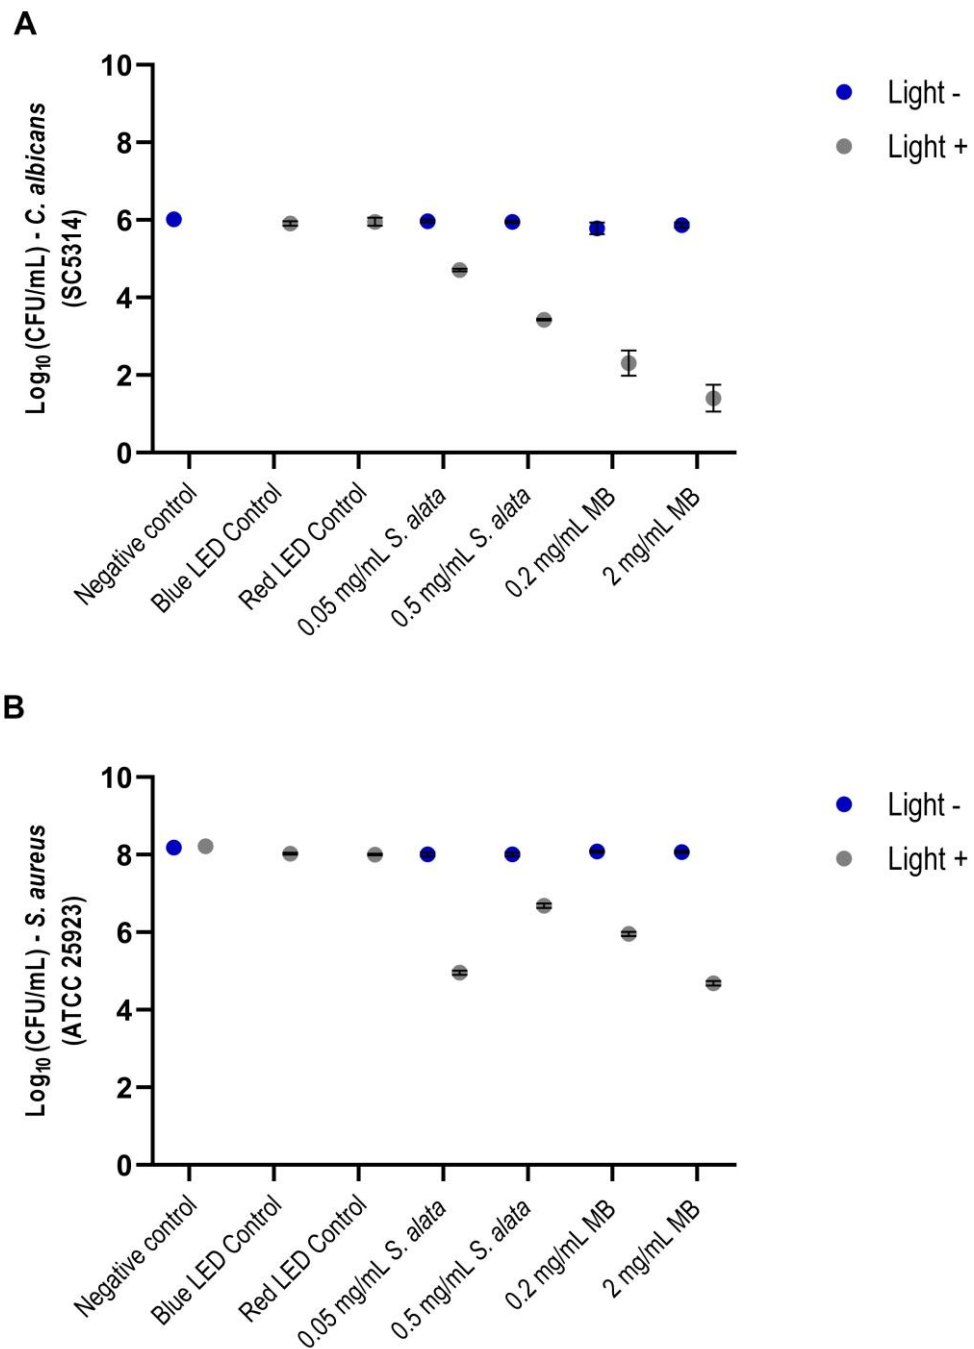 A
Log10 (CFU/mL) - C. albicans
(SC5314)
10
8
6
4
2
0
Negative control
Blue LED Control
Red LED Control
0.05 mg/mL S. alata
0.5 mg/mL S. alata
0.2 mg/mL MB
2 mg/mL MB
Light -
Light +
B
Log10 (CFU/mL) - S. aureus
(ATCC 25923)
10
8
6
4
2
0
Negative control
Blue LED Control
Red LED Control
0.05 mg/mL S. alata
0.5 mg/mL S. alata
0.2 mg/mL MB
2 mg/mL MB
Light -
Light +